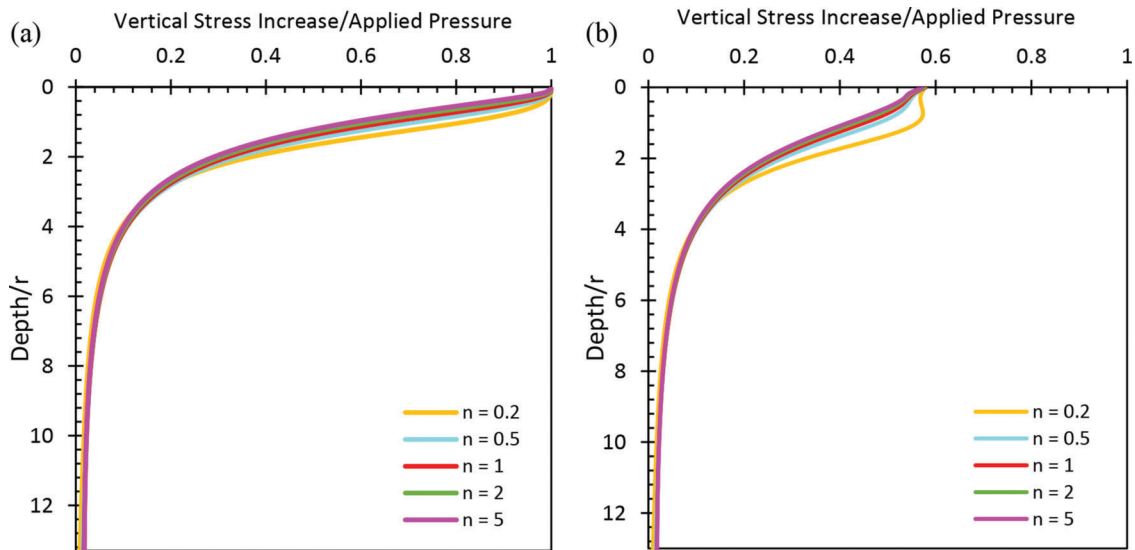 (a)
Vertical Stress Increase/Applied Pressure
0 0.2 0.4 0.6 0.8 1
0
2
4
6
8
10
12
Depth/r
n = 0.2
n = 0.5
n = 1
n = 2
n = 5
(b)
Vertical Stress Increase/Applied Pressure
0 0.2 0.4 0.6 0.8 1
0
2
4
6
8
10
12
Depth/r
n = 0.2
n = 0.5
n = 1
n = 2
n = 5